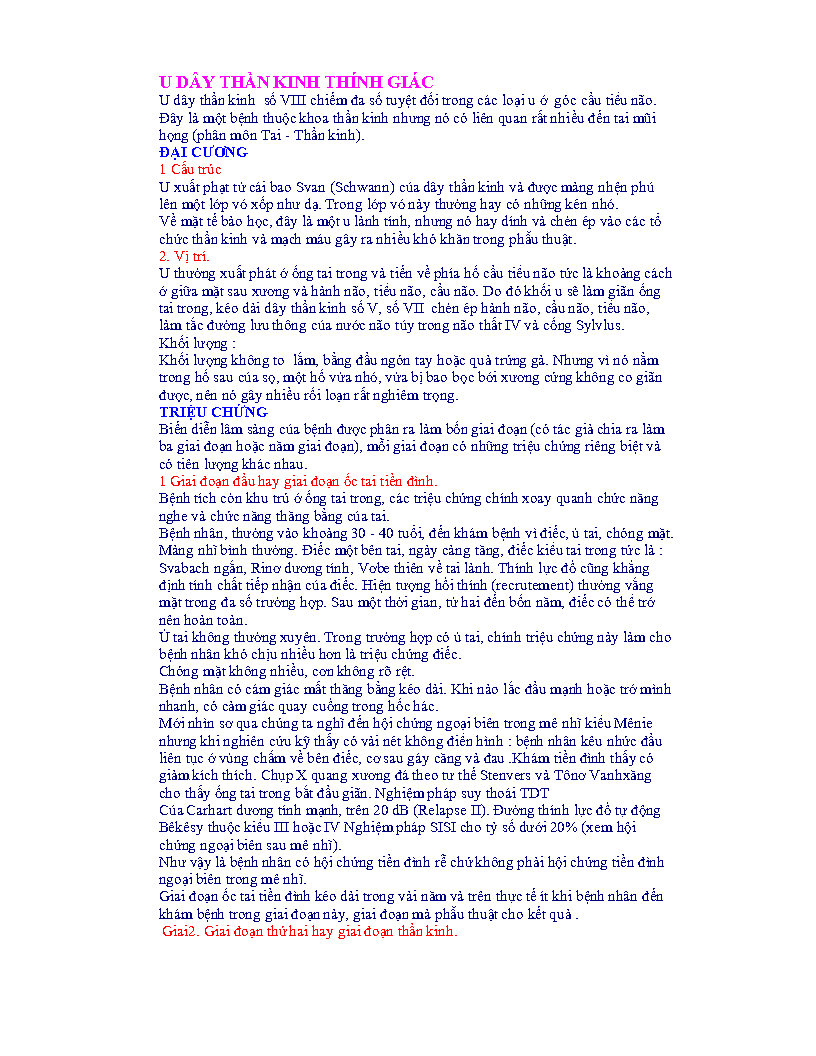 U DÂY THẦN KINH THÍNH GIÁC
U dây thần kinh  số VIII chiếm đa số tuyệt đối trong các loại u ở góc cầu tiểu não.
Đây là một bệnh thuộc khoa thần kinh nhưng nó có liên quan rất nhiều đến tai mũi
họng (phân môn Tai - Thần kinh).
ĐẠI CƯƠNG
1 Cấu trúc
U xuất phạt từ cái bao Svan (Schwann) của dây thần kinh và được màng nhện phủ
lên một lớp vỏ xốp như dạ. Trong lớp vỏ này thường hay có những kén nhỏ.
Về mặt tế bào học, đây là một u lành tính, nhưng nó hay dính và chèn ép vào các tổ
chức thần kinh và mạch máu gây ra nhiều khó khăn trong phẫu thuật.
2. Vị trí.
U thường xuất phát ở ống tai trong và tiến về phía hố cầu tiểu não tức là khoảng cách
ở giữa mặt sau xương và hành não, tiểu não, cầu não. Do đó khối u sẽ làm giãn ống
tai trong, kéo dài dây thần kinh số V, số VII  chèn ép hành não, cầu não, tiểu não,
làm tắc đường lưu thông của nước não tủy trong não thất IV và cống Sylvlus.
Khối lượng :
Khối lượng không to  lắm, bằng đầu ngón tay hoặc quả trứng gà. Nhưng vì nó nằm
trong hố sau của sọ, một hố vừa nhỏ, vừa bị bao bọc bởi xương cứng không co giãn
được, nên nó gây nhiều rối loạn rất nghiêm trọng.
TRIỆU CHỨNG
Biến diễn lâm sàng của bệnh được phân ra làm bốn giai đoạn (có tác giả chia ra làm
ba giai đoạn hoặc năm giai đoạn), mỗi giai đoạn có những triệu chứng riêng biệt và
có tiên lượng khác nhau.
1 Giai đoạn đầu hay giai đoạn ốc tai tiền đình.
Bệnh tích còn khu trú ở ống tai trong, các triệu chứng chính xoay quanh chức năng
nghe và chức năng thăng bằng của tai.
Bệnh nhân, thường vào khoảng 30 - 40 tuổi, đến khám bệnh vì điếc, ù tai, chóng mặt.
Màng nhĩ bình thường. Điếc một bên tai, ngày càng tăng, điếc kiểu tai trong tức là :
Svabach ngắn, Rinơ dương tính, Vơbe thiên về tai lành. Thính lực đồ cũng khẳng
định tính chất tiếp nhận của điếc. Hiện tượng hồi thính (recrutement) thường vắng
mặt trong đa số trường hợp. Sau một thời gian, từ hai đến bốn năm, điếc có thể trở
nên hoàn toàn.
Ù tai không thường xuyên. Trong trường hợp có ù tai, chính triệu chứng này làm cho
bệnh nhân khó chịu nhiều hơn là triệu chứng điếc.
Chóng mặt không nhiều, cơn không rõ rệt.
Bệnh nhân có cảm giác mất thăng bằng kéo dài. Khi nào lắc đầu mạnh hoặc trở mình
nhanh, có cảm giác quay cuồng trong hốc hác.
Mới nhìn sơ qua chúng ta nghĩ đến hội chứng ngoại biên trong mê nhĩ kiểu Mênie
nhưng khi nghiên cứu kỹ thấy có vài nét không điển hình : bệnh nhân kêu nhức đầu
liên tục ở vùng chẩm về bên điếc, cơ sau gáy căng và đau .Khám tiền đình thấy có
giảm kích thích. Chụp X quang xương đá theo tư thế Stenvers và Tônơ Vanhxăng
cho thấy ống tai trong bắt đầu giãn. Nghiệm pháp suy thoái TDT
Của Carhart dương tính mạnh, trên 20 dB (Relapse II). Đường thính lực đồ tự động
Bêkêsy thuộc kiểu III hoặc IV Nghiệm pháp SISI cho tỷ số dưới 20% (xem hội
chứng ngoại biên sau mê nhĩ).
Như vậy là bệnh nhân có hội chứng tiền đình rễ chứ không phải hội chứng tiền đình
ngoại biên trong mê nhĩ.
Giai đoạn ốc tai tiền đình kéo dài trong vài năm và trên thực tế ít khi bệnh nhân đến
khám bệnh trong giai đoạn này, giai đoạn mà phẫu thuật cho kết quả .
Giai2. Giai đoạn thứ hai hay giai đoạn thần kinh.